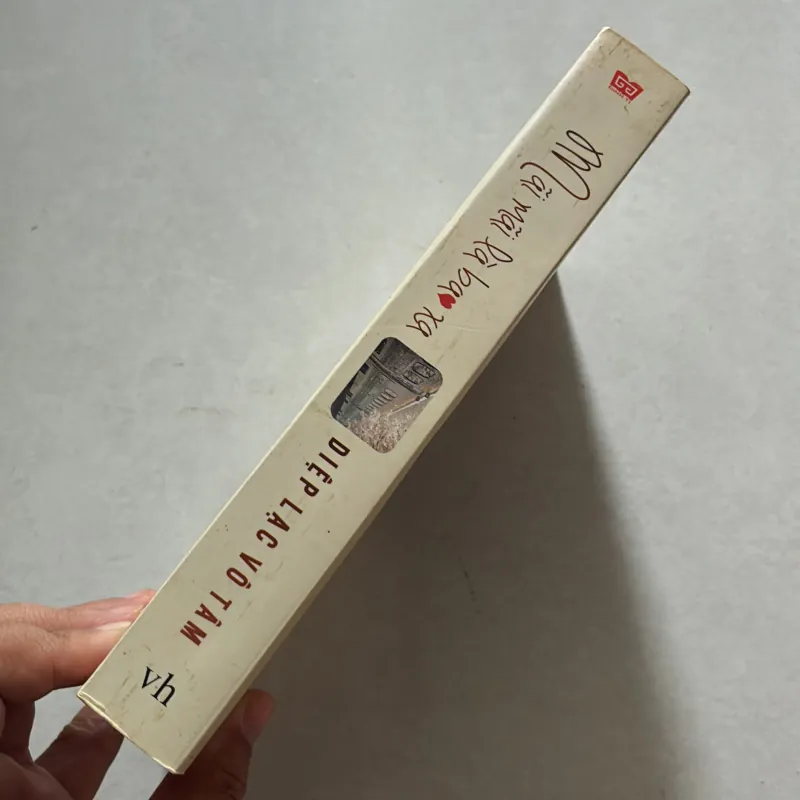 Mãi mãi là bao xa
DIỆP LẠC VÔ TÂM
vh